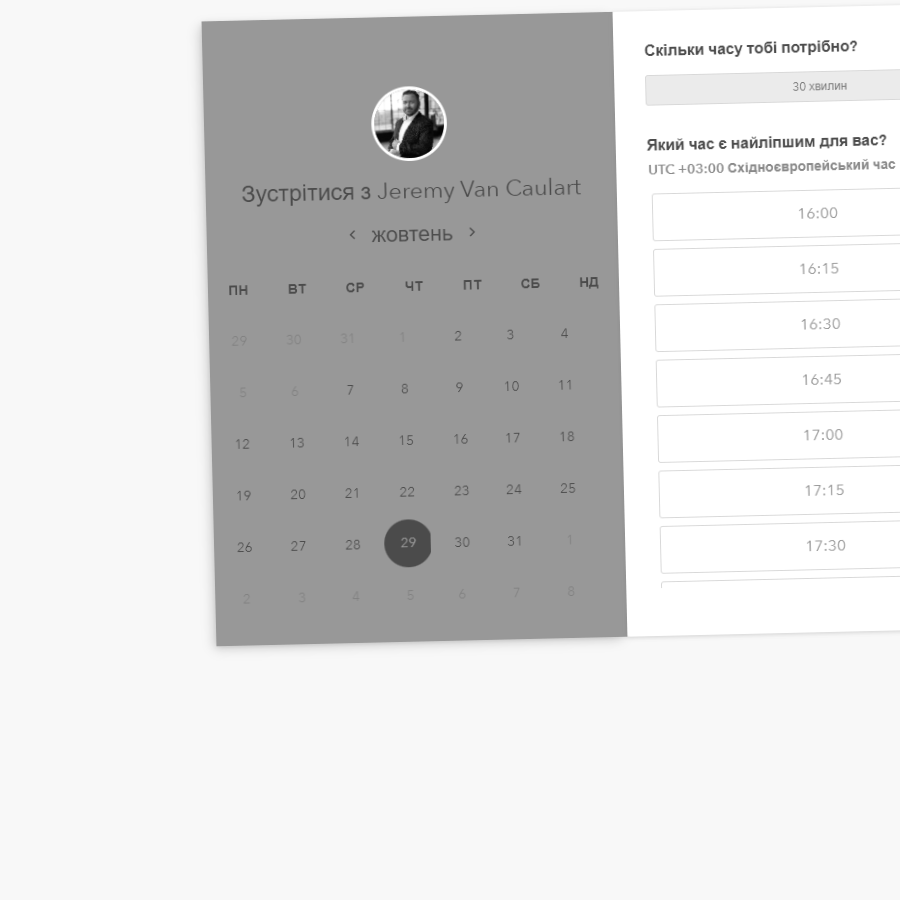 Зустрітися з Jeremy Van Caulart
‹ жовтень ›
ПН ВТ СР ЧТ ПТ СБ НД
29 30 31 1 2 3 4
5 6 7 8 9 10 11
12 13 14 15 16 17 18
19 20 21 22 23 24 25
26 27 28 29 30 31 1
2 3 4 5 6 7 8
Скільки часу тобі потрібно?
30 хвилин
Який час є найліпшим для вас?
UTC +03:00 Східноєвропейський час
16:00
16:15
16:30
16:45
17:00
17:15
17:30